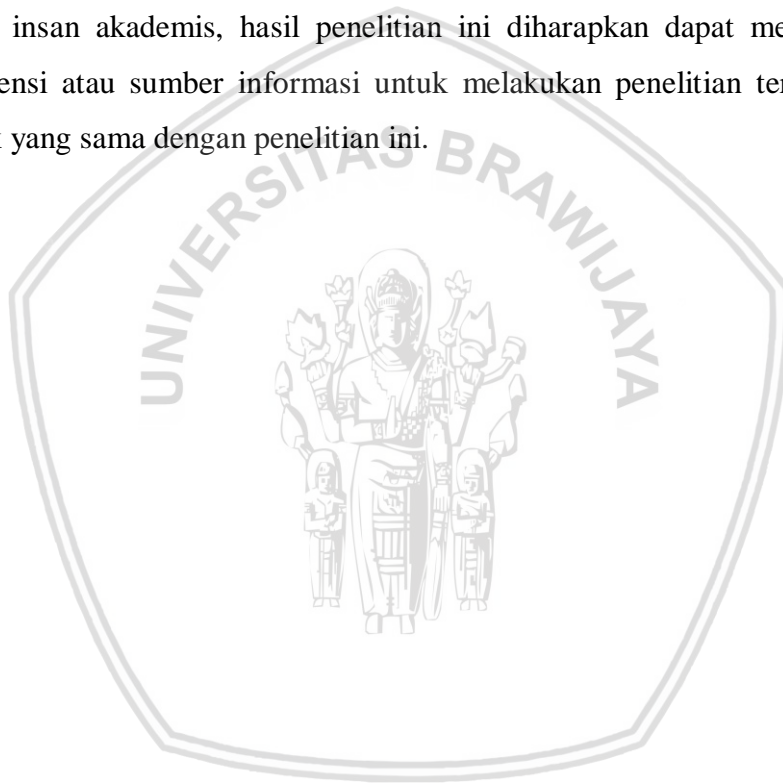 insan akademis, hasil penelitian ini diharapkan dapat me
ensi atau sumber informasi untuk melakukan penelitian ter
yang sama dengan penelitian ini.
UNIVERSITAS BRAWIJAYA